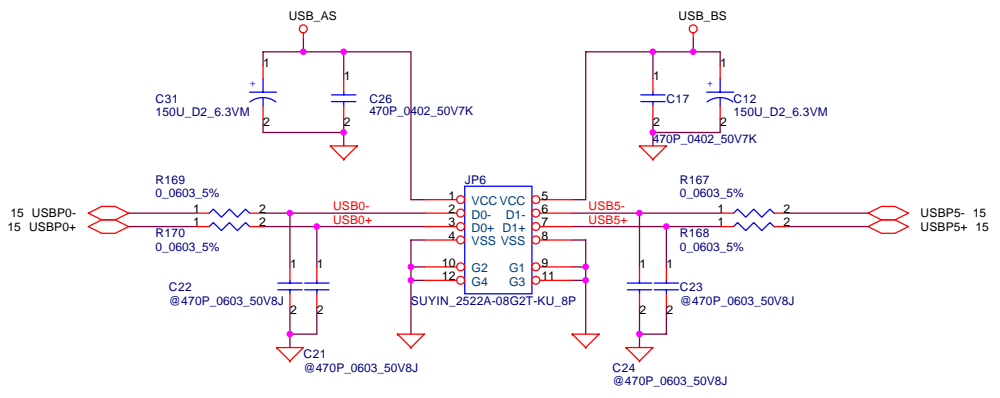 USB_AS
USB_BS
1
1
1
1
C31
150U_D2_6.3VM
C26
470P_0402_50V7K
C17
470P_0402_50V7K
C12
150U_D2_6.3VM
2
2
2
2
JP6
R169
0_0603_5%
R167
0_0603_5%
1 VCC VCC 5
15 USBP0- 1 2 USB0- 2 D0- D1- 6 USB5- 1 2 USBP5- 15
15 USBP0+ 1 2 USB0+ 3 D0+ D1+ 7 USB5+ 1 2 USBP5+ 15
4 VSS VSS 8
R170
0_0603_5%
R168
0_0603_5%
10 G2 G1 9
12 G4 G3 11
SUYIN_2522A-08G2T-KU_8P
1
1
1
1
C22
@470P_0603_50V8J
C23
@470P_0603_50V8J
2
2
2
2
C21
@470P_0603_50V8J
C24
@470P_0603_50V8J